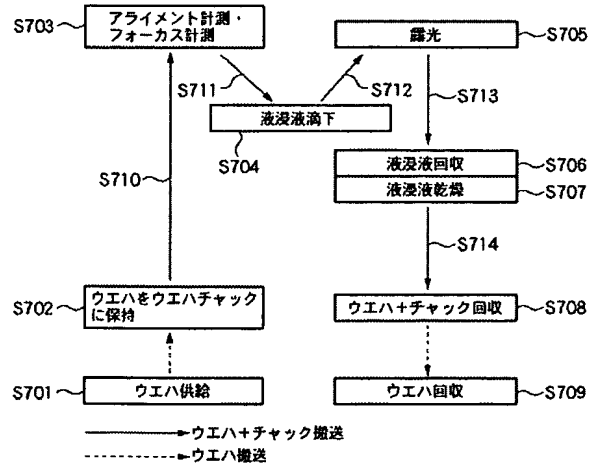 S703
アライメント計測・
フォーカス計測
露光
S705
S711
S712
S713
液浸液滴下
S704
液浸液回収
S706
S710
液浸液乾燥
S707
S714
S702
ウエハをウエハチャック
に保持
ウエハ+チャック回収
S708
S701
ウエハ供給
ウエハ回収
S709
ウエハ+チャック搬送
ウエハ搬送